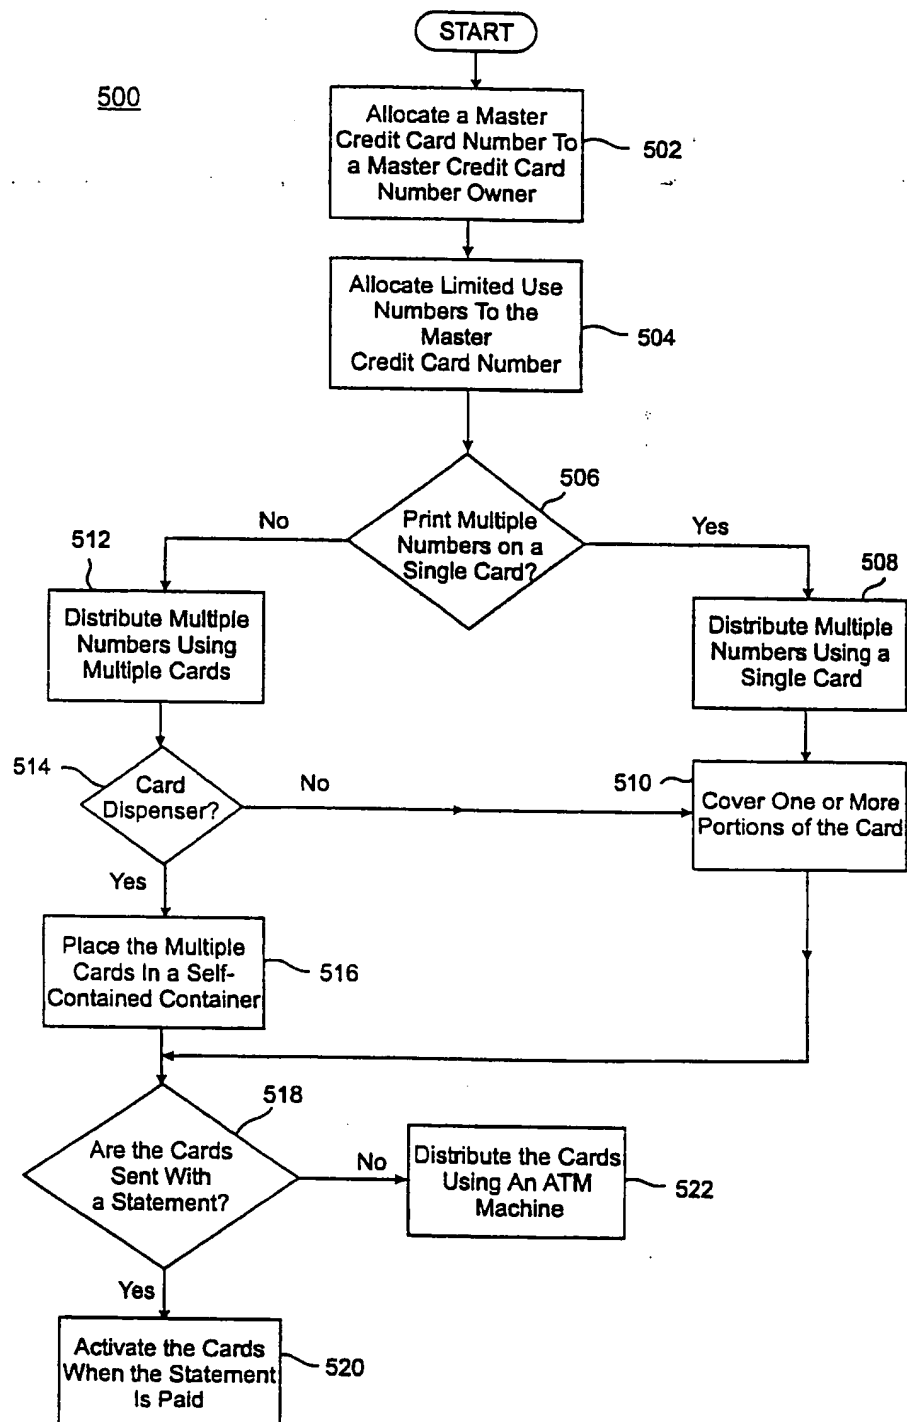 START
500
Allocate a Master
Credit Card Number To
a Master Credit Card
Number Owner
502
Allocate Limited Use
Numbers To the
Master
Credit Card Number
504
506
Print Multiple
Numbers on a
Single Card?
No
Yes
512
Distribute Multiple
Numbers Using
Multiple Cards
508
Distribute Multiple
Numbers Using a
Single Card
514
Card
Dispenser?
No
510
Cover One or More
Portions of the Card
Yes
Place the Multiple
Cards In a Self-
Contained Container
516
518
Are the Cards
Sent With
a Statement?
No
Distribute the Cards
Using An ATM
Machine
522
Yes
Activate the Cards
When the Statement
Is Paid
520